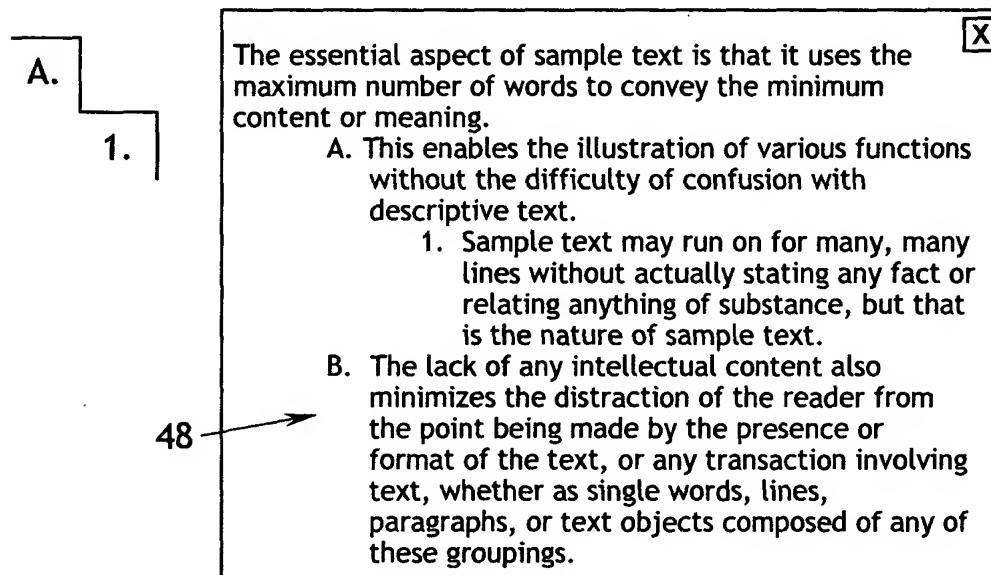 A.
1.
X
The essential aspect of sample text is that it uses the
maximum number of words to convey the minimum
content or meaning.
A. This enables the illustration of various functions
without the difficulty of confusion with
descriptive text.
1. Sample text may run on for many, many
lines without actually stating any fact or
relating anything of substance, but that
is the nature of sample text.
B. The lack of any intellectual content also
minimizes the distraction of the reader from
the point being made by the presence or
format of the text, or any transaction involving
text, whether as single words, lines,
paragraphs, or text objects composed of any of
these groupings.
48